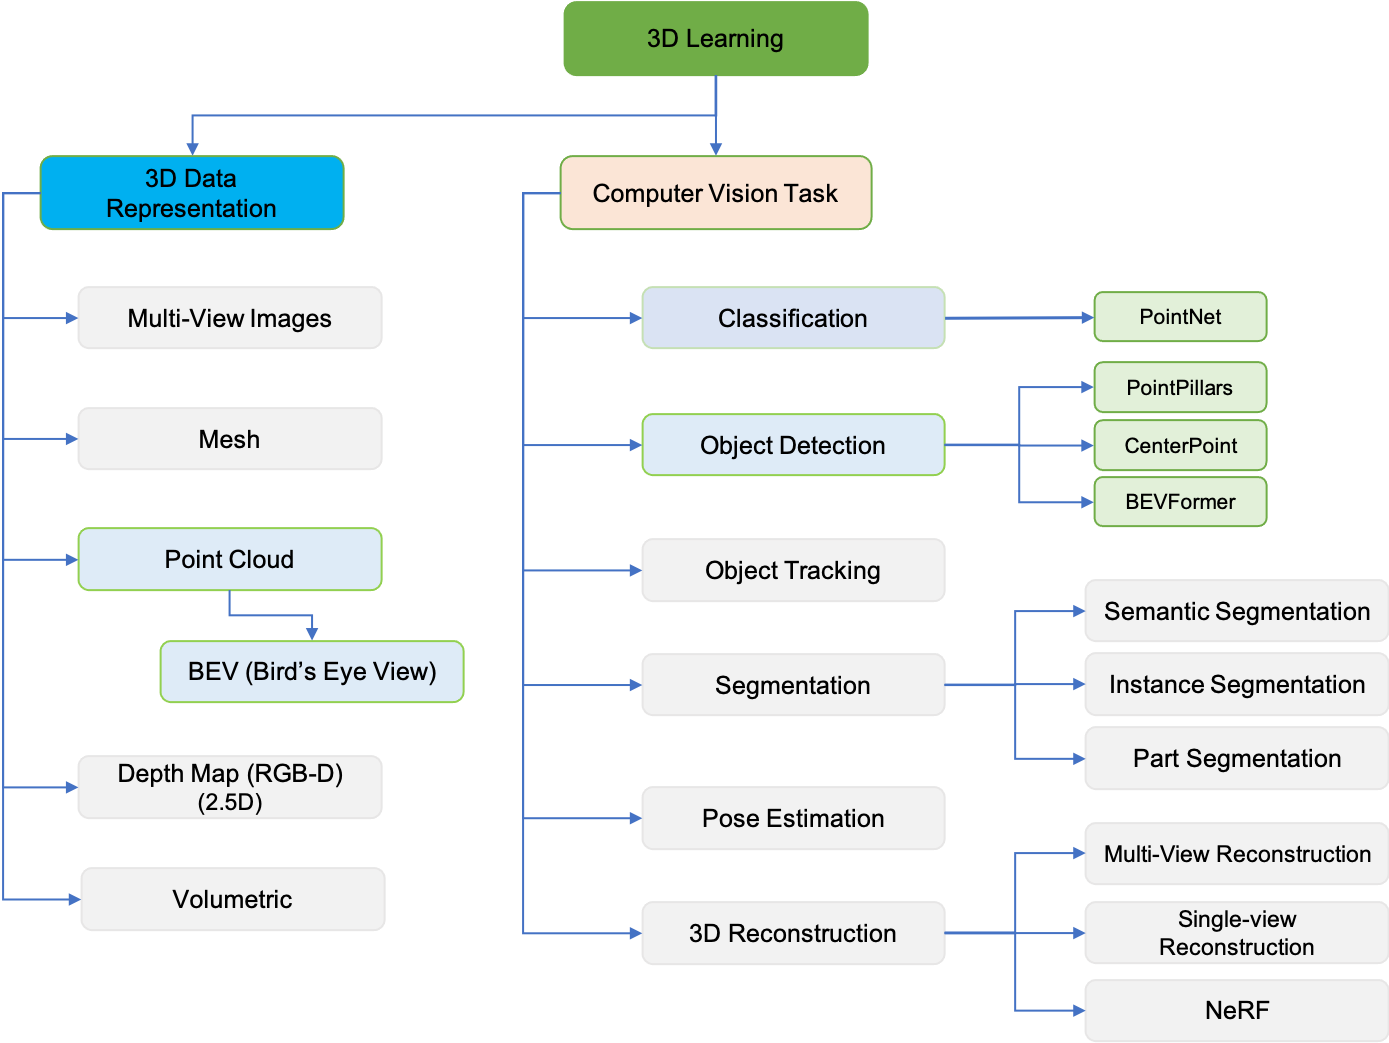 3D Learning
3D Data
Representation
Multi-View Images
Mesh
Point Cloud
BEV (Bird’s Eye View)
Depth Map (RGB-D)
(2.5D)
Volumetric
Computer Vision Task
Classification
PointNet
Object Detection
PointPillars
CenterPoint
BEVFormer
Object Tracking
Segmentation
Semantic Segmentation
Instance Segmentation
Part Segmentation
Pose Estimation
3D Reconstruction
Multi-View Reconstruction
Single-view
Reconstruction
NeRF